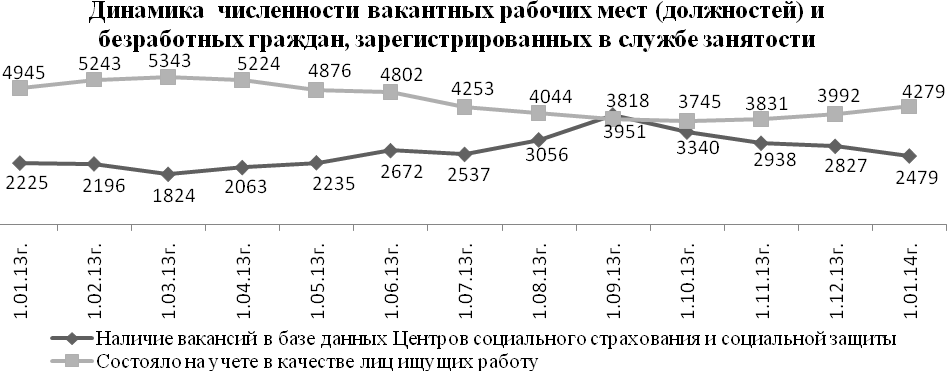 Динамика численности вакантных рабочих мест (должностей) и
безработных граждан, зарегистрированных в службе занятости
4945 5243 5343 5224 4876 4802 4253 4044 3818 3745 3831 3992 4279
2225 2196 1824 2063 2235 2672 2537 3056 3951 3340 2938 2827 2479
1.01.13г. 1.02.13г. 1.03.13г. 1.04.13г. 1.05.13г. 1.06.13г. 1.07.13г. 1.08.13г. 1.09.13г. 1.10.13г. 1.11.13г. 1.12.13г. 1.01.14г.
Наличие вакансий в базе данных Центров социального страхования и социальной защиты
Состояло на учете в качестве лиц ищущих работу